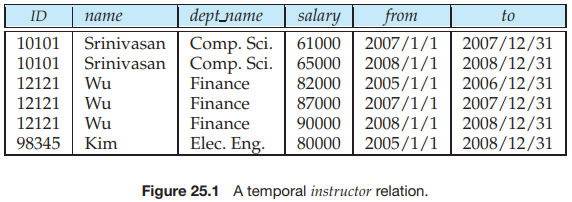 ID name dept_name salary from to
10101 Srinivasan Comp. Sci. 61000 2007/1/1 2007/12/31
10101 Srinivasan Comp. Sci. 65000 2008/1/1 2008/12/31
12121 Wu Finance 82000 2005/1/1 2006/12/31
12121 Wu Finance 87000 2007/1/1 2007/12/31
12121 Wu Finance 90000 2008/1/1 2008/12/31
98345 Kim Elec. Eng. 80000 2005/1/1 2008/12/31
Figure 25.1 A temporal instructor relation.